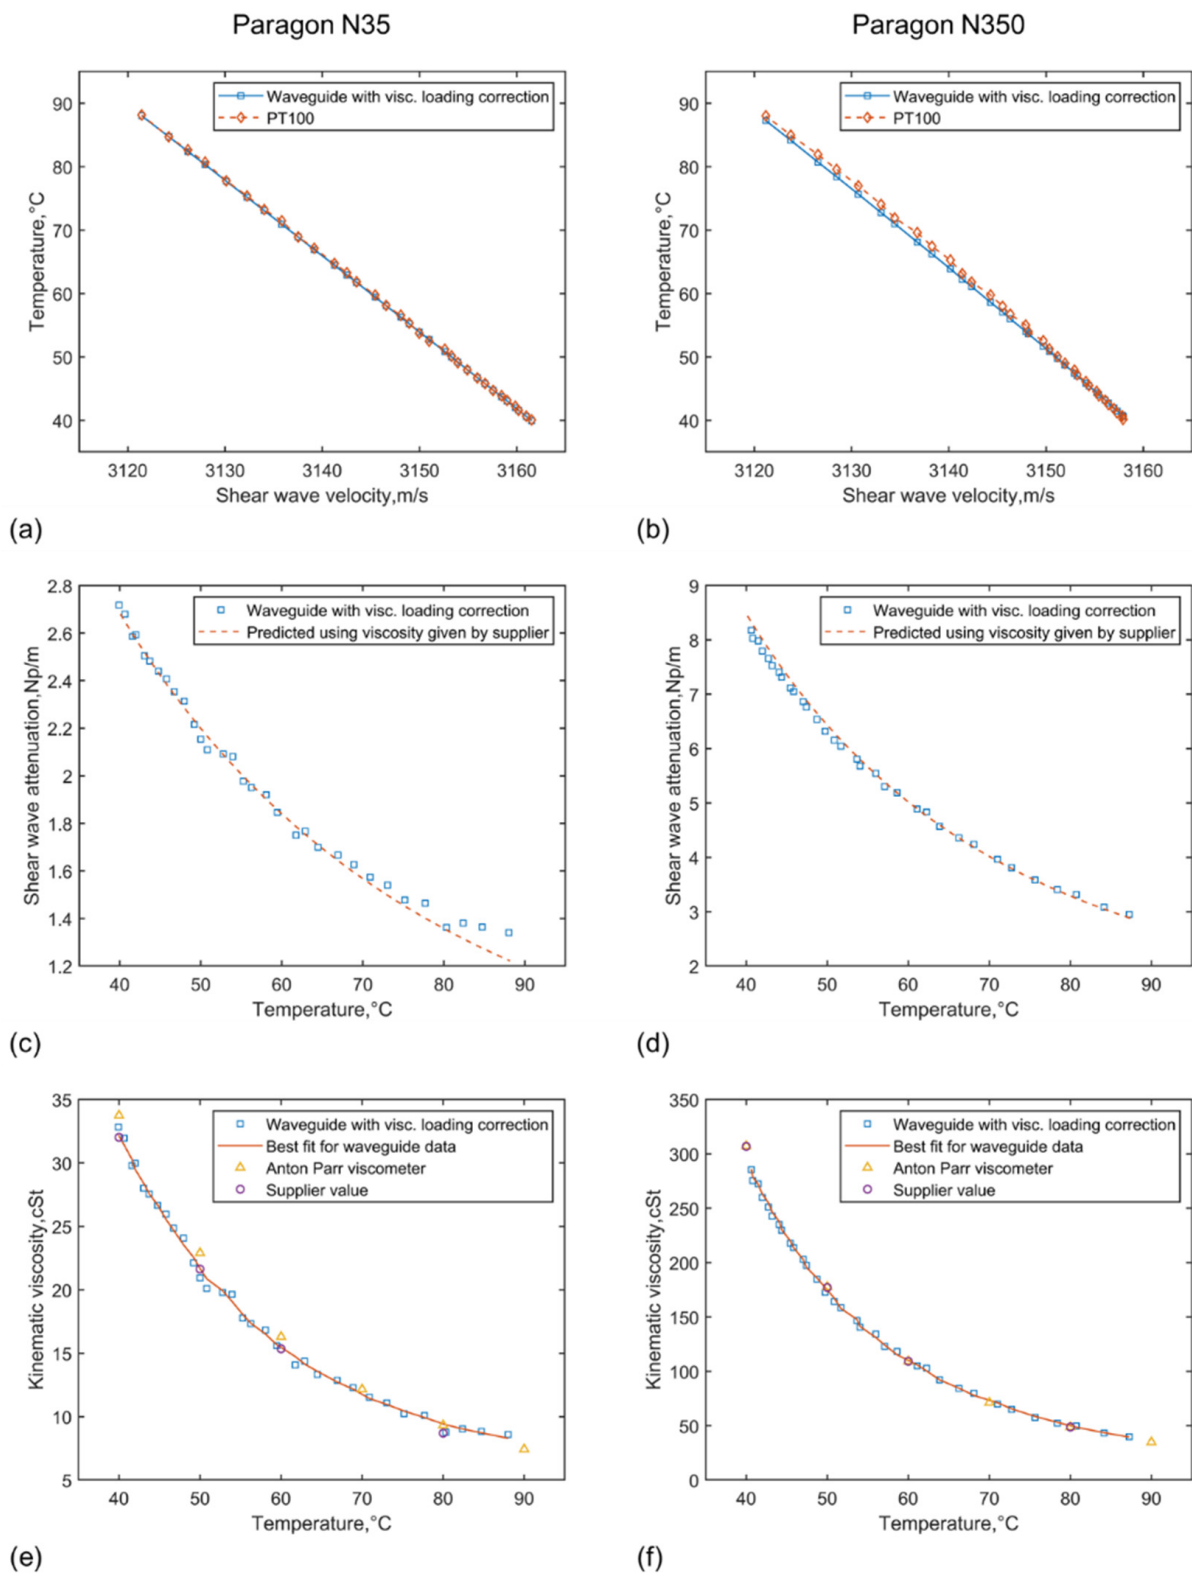 Paragon N35
Paragon N350
90
80
70
60
50
40
Temperature,°C
Waveguide with visc. loading correction
PT100
3120 3130 3140 3150 3160
Shear wave velocity,m/s
(a)
90
80
70
60
50
40
Temperature,°C
Waveguide with visc. loading correction
PT100
3120 3130 3140 3150 3160
Shear wave velocity,m/s
(b)
2.8
2.6
2.4
2.2
2
1.8
1.6
1.4
1.2
Shear wave attenuation,Np/m
Waveguide with visc. loading correction
Predicted using viscosity given by supplier
40 50 60 70 80 90
Temperature,°C
(c)
9
8
7
6
5
4
3
2
Shear wave attenuation,Np/m
Waveguide with visc. loading correction
Predicted using viscosity given by supplier
40 50 60 70 80 90
Temperature,°C
(d)
35
30
25
20
15
10
5
Kinematic viscosity,cSt
Waveguide with visc. loading correction
Best fit for waveguide data
Anton Parr viscometer
Supplier value
40 50 60 70 80 90
Temperature,°C
(e)
350
300
250
200
150
100
50
0
Kinematic viscosity,cSt
Waveguide with visc. loading correction
Best fit for waveguide data
Anton Parr viscometer
Supplier value
40 50 60 70 80 90
Temperature,°C
(f)